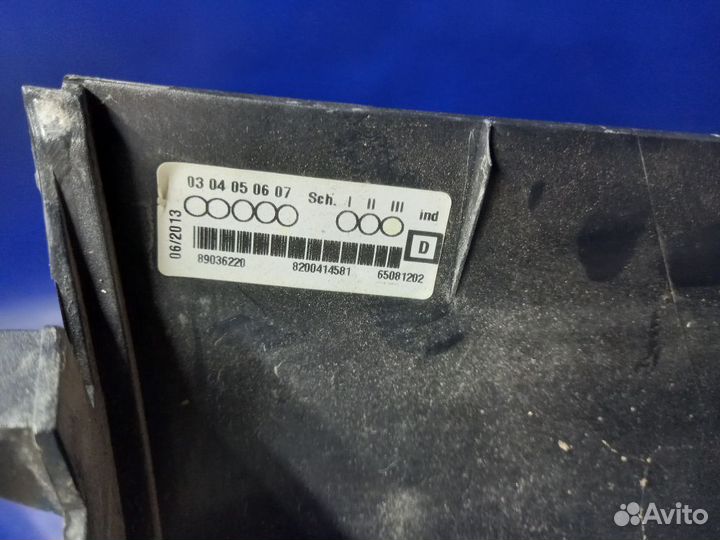 03 04 05 06 07 Sch. I II III ind
06/2013
D
89036220 8200414581 65081202
Avito